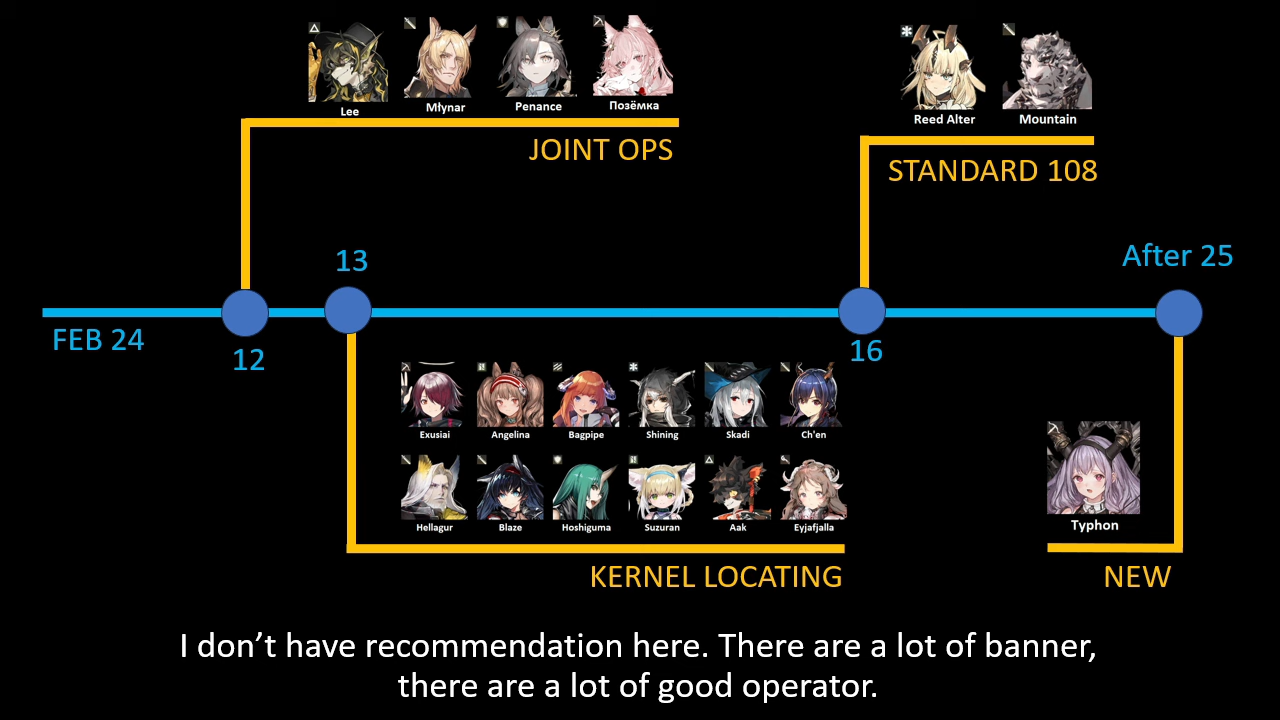 Lee
Młynar
Penance
Позёмка
JOINT OPS
Reed Alter
Mountain
STANDARD 108
FEB 24
12
13
16
After 25
Exusiai
Angelina
Bagpipe
Shining
Skadi
Ch'en
Hellagur
Blaze
Hoshiguma
Suzuran
Aak
Eyjafjalla
KERNEL LOCATING
Typhon
NEW
I don't have recommendation here. There are a lot of banner,
there are a lot of good operator.